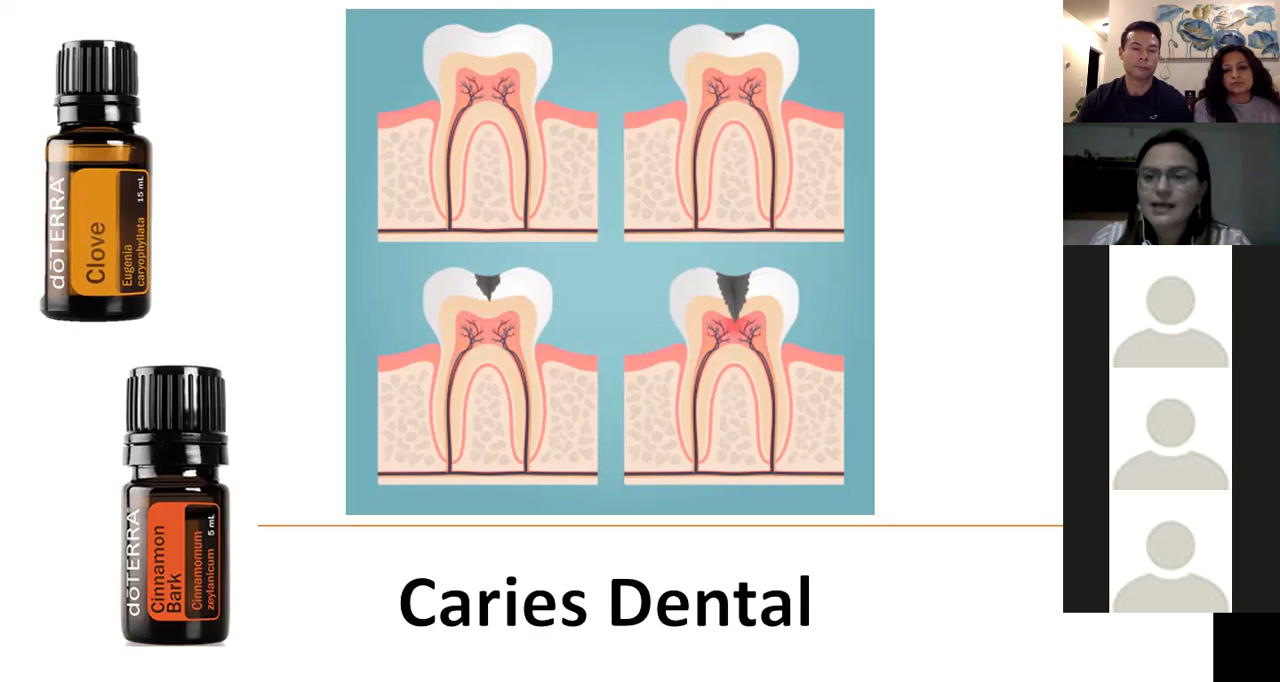 dōTERRA
Clove
Eugenia
caryophyllata
15 mL
dōTERRA
Cinnamon
Bark
Cinnamomum
zeylanicum
5 mL
Caries Dental